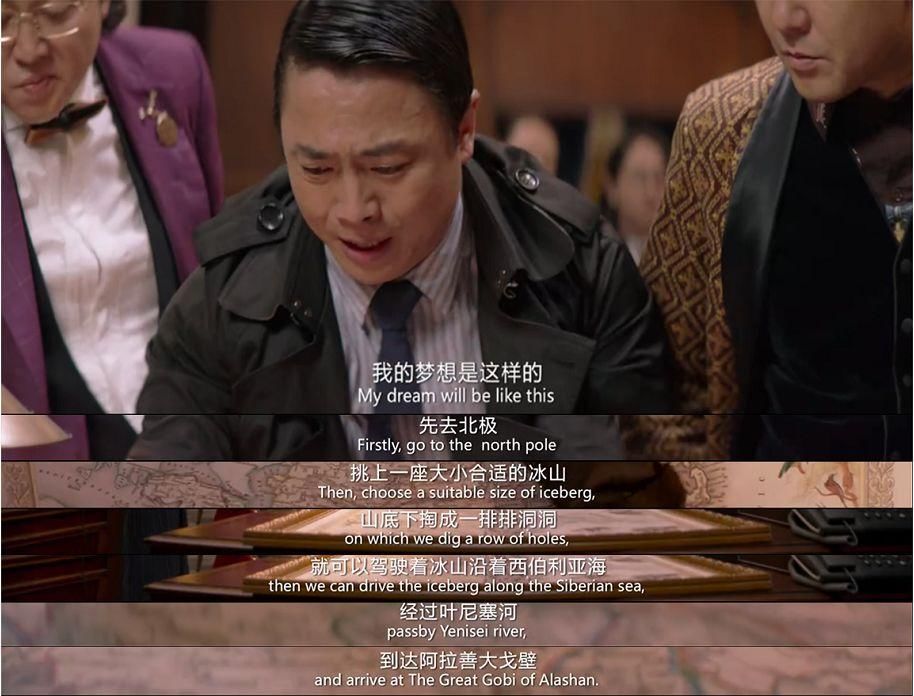 我的梦想是这样的
My dream will be like this
先去北极
Firstly, go to the north pole
挑上一座大小合适的冰山
Then, choose a suitable size of iceberg,
山底下掏成一排排洞洞
on which we dig a row of holes,
就可以驾驶着冰山沿着西伯利亚海
then we can drive the iceberg along the Siberian sea,
经过叶尼塞河
passby Yenisei river,
到达阿拉善大戈壁
and arrive at The Great Gobi of Alashan.